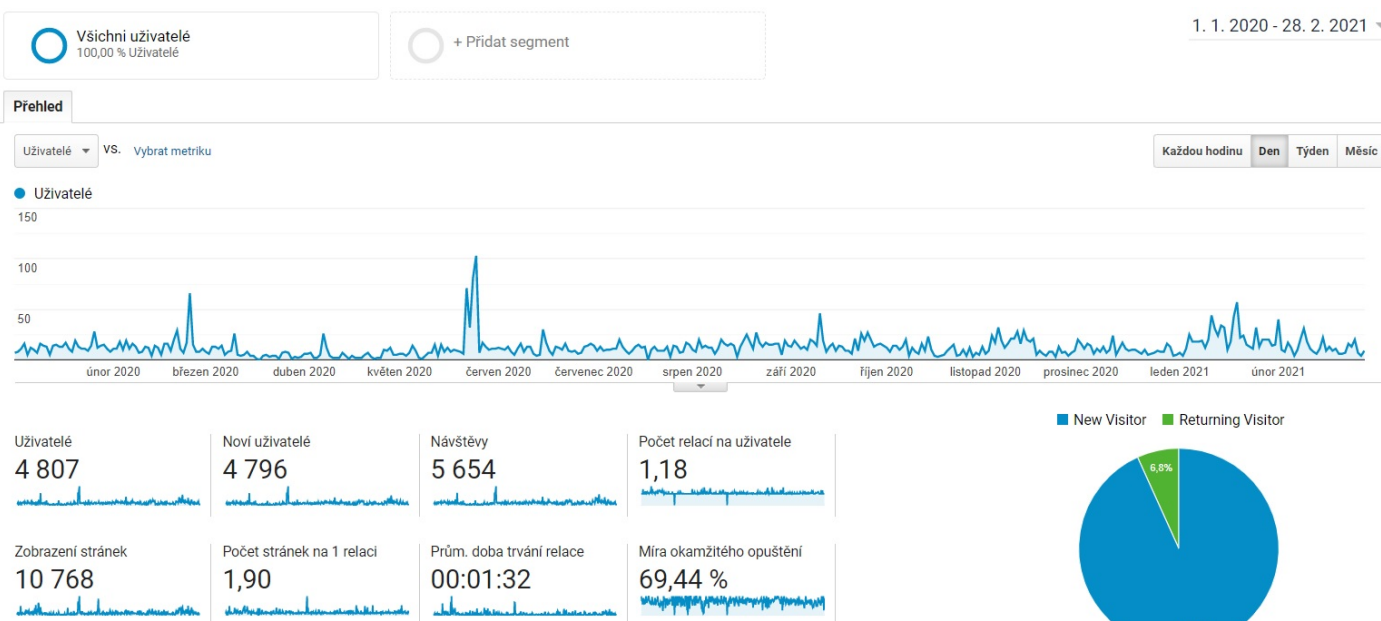 Všichni uživatelé
100,00 % Uživatelé
+ Přidat segment
1. 1. 2020 - 28. 2. 2021
Přehled
Uživatelé VS. Vybrat metriku
Každou hodinu Den Týden Měsíc
Uživatelé
150
100
50
únor 2020 březen 2020 duben 2020 květen 2020 červen 2020 červenec 2020 srpen 2020 září 2020 říjen 2020 listopad 2020 prosinec 2020 leden 2021 únor 2021
New Visitor Returning Visitor
Uživatelé Noví uživatelé Návštěvy Počet relací na uživatele
4 807 4 796 5 654 1,18
6,8%
Zobrazení stránek Počet stránek na 1 relaci Prům. doba trvání relace Míra okamžitého opuštění
10 768 1,90 00:01:32 69,44 %